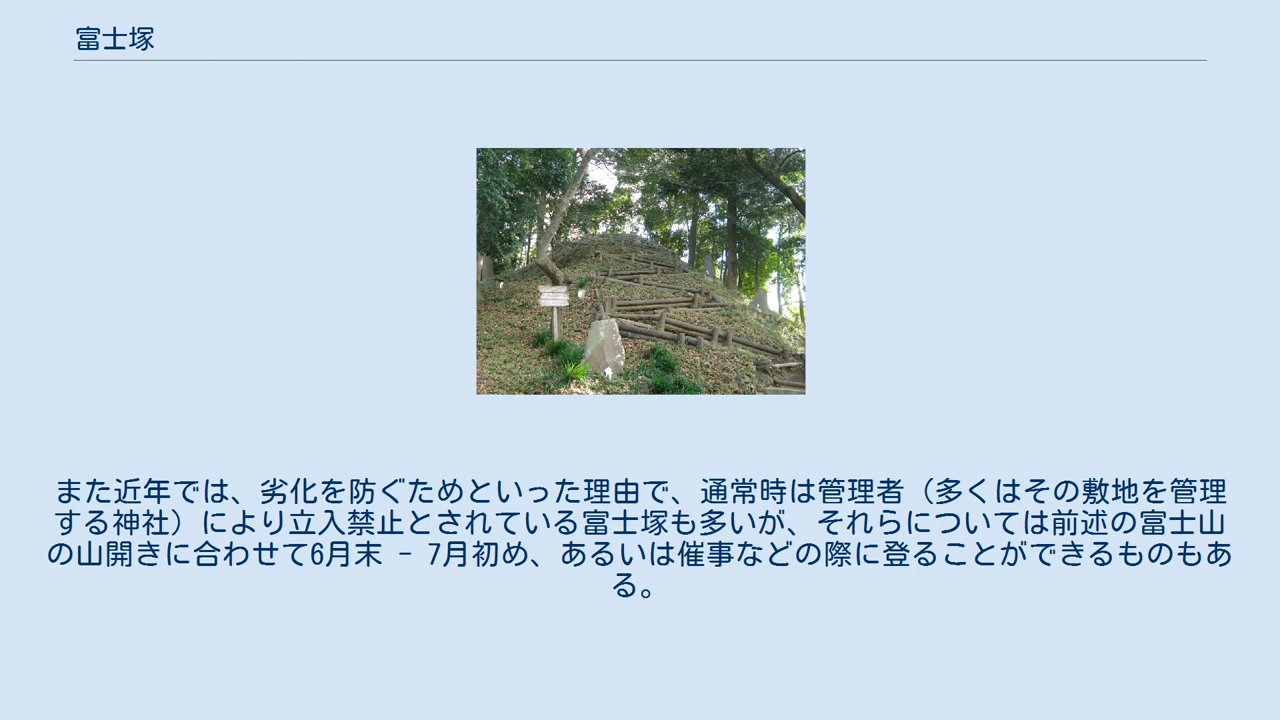 富士塚
また近年では、劣化を防ぐためといった理由で、通常時は管理者（多くはその敷地を管理
する神社）により立入禁止とされている富士塚も多いが、それらについては前述の富士山
の山開きに合わせて6月末 - 7月初め、あるいは催事などの際に登ることができるものもあ
る。